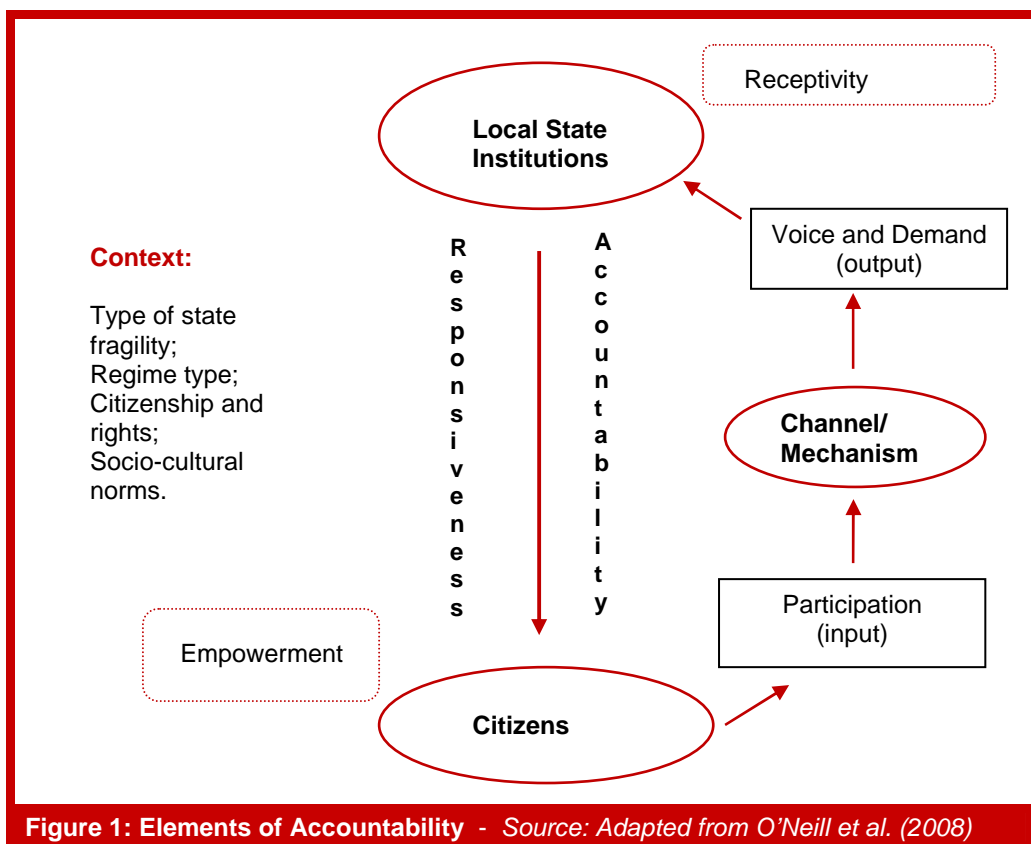 Receptivity
Local State
Institutions
Voice and Demand
(output)
Context:
Type of state
fragility;
Regime type;
Citizenship and
rights;
Socio-cultural
norms.
Responsiveness
Accountability
Channel/
Mechanism
Participation
(input)
Empowerment
Citizens
Figure 1: Elements of Accountability - Source: Adapted from O'Neill et al. (2008)